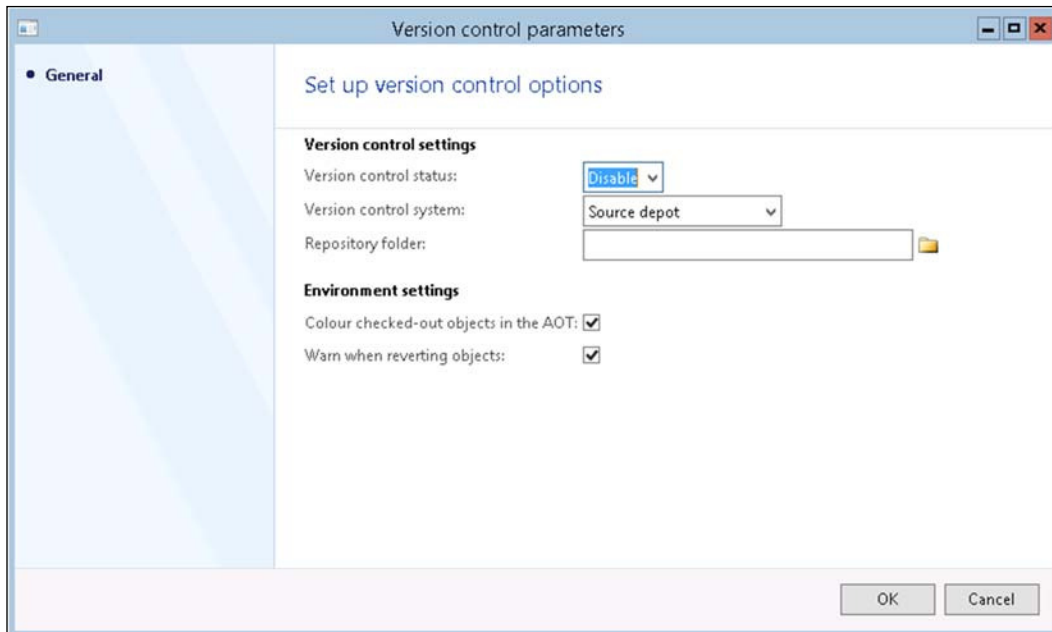 Version control parameters
General
Set up version control options
Version control settings
Version control status: Disable
Version control system: Source depot
Repository folder:
Environment settings
Colour checked-out objects in the AOT:
Warn when reverting objects:
OK Cancel